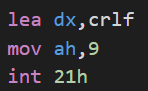 lea dx,crlf
mov ah,9
int 21h